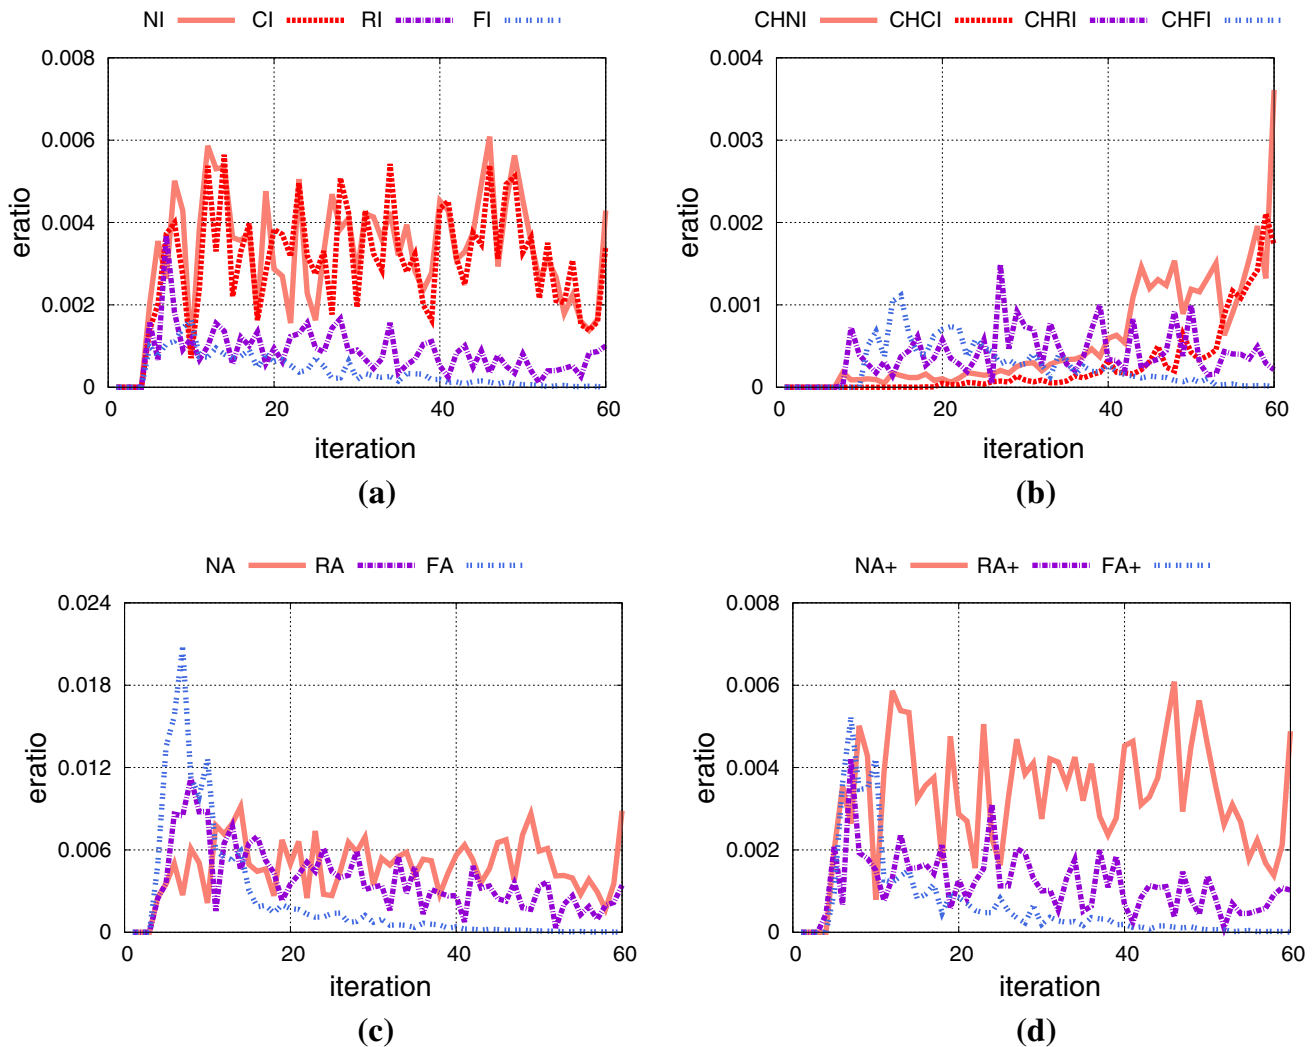 NI CI RI FI
0.008
0.006
0.004
0.002
0
eratio
0 20 40 60
iteration
(a)
CHNI CHCI CHRI CHFI
0.004
0.003
0.002
0.001
0
eratio
0 20 40 60
iteration
(b)
NA RA FA
0.024
0.018
0.012
0.006
0
eratio
0 20 40 60
iteration
(c)
NA+ RA+ FA+
0.008
0.006
0.004
0.002
0
eratio
0 20 40 60
iteration
(d)